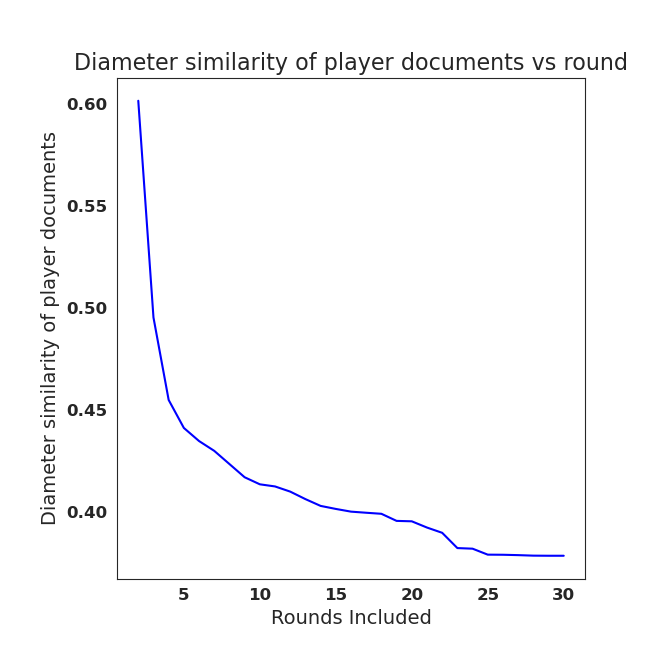 Diameter similarity of player documents vs round
Diameter similarity of player documents
0.60
0.55
0.50
0.45
0.40
5 10 15 20 25 30
Rounds Included